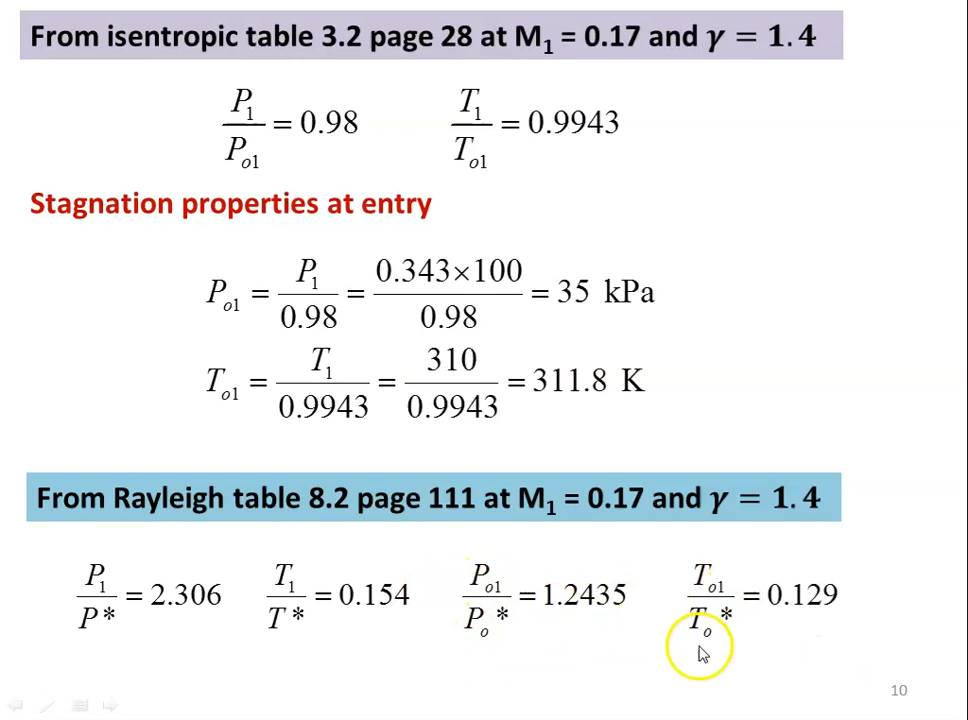 From isentropic table 3.2 page 28 at M₁ = 0.17 and γ = 1.4
P₁/Pₒ₁ = 0.98 T₁/Tₒ₁ = 0.9943
Stagnation properties at entry
Pₒ₁ = P₁/0.98 = 0.343×100/0.98 = 35 kPa
Tₒ₁ = T₁/0.9943 = 310/0.9943 = 311.8 K
From Rayleigh table 8.2 page 111 at M₁ = 0.17 and γ = 1.4
P₁/P* = 2.306 T₁/T* = 0.154 Pₒ₁/Pₒ* = 1.2435 Tₒ₁/Tₒ* = 0.129
10